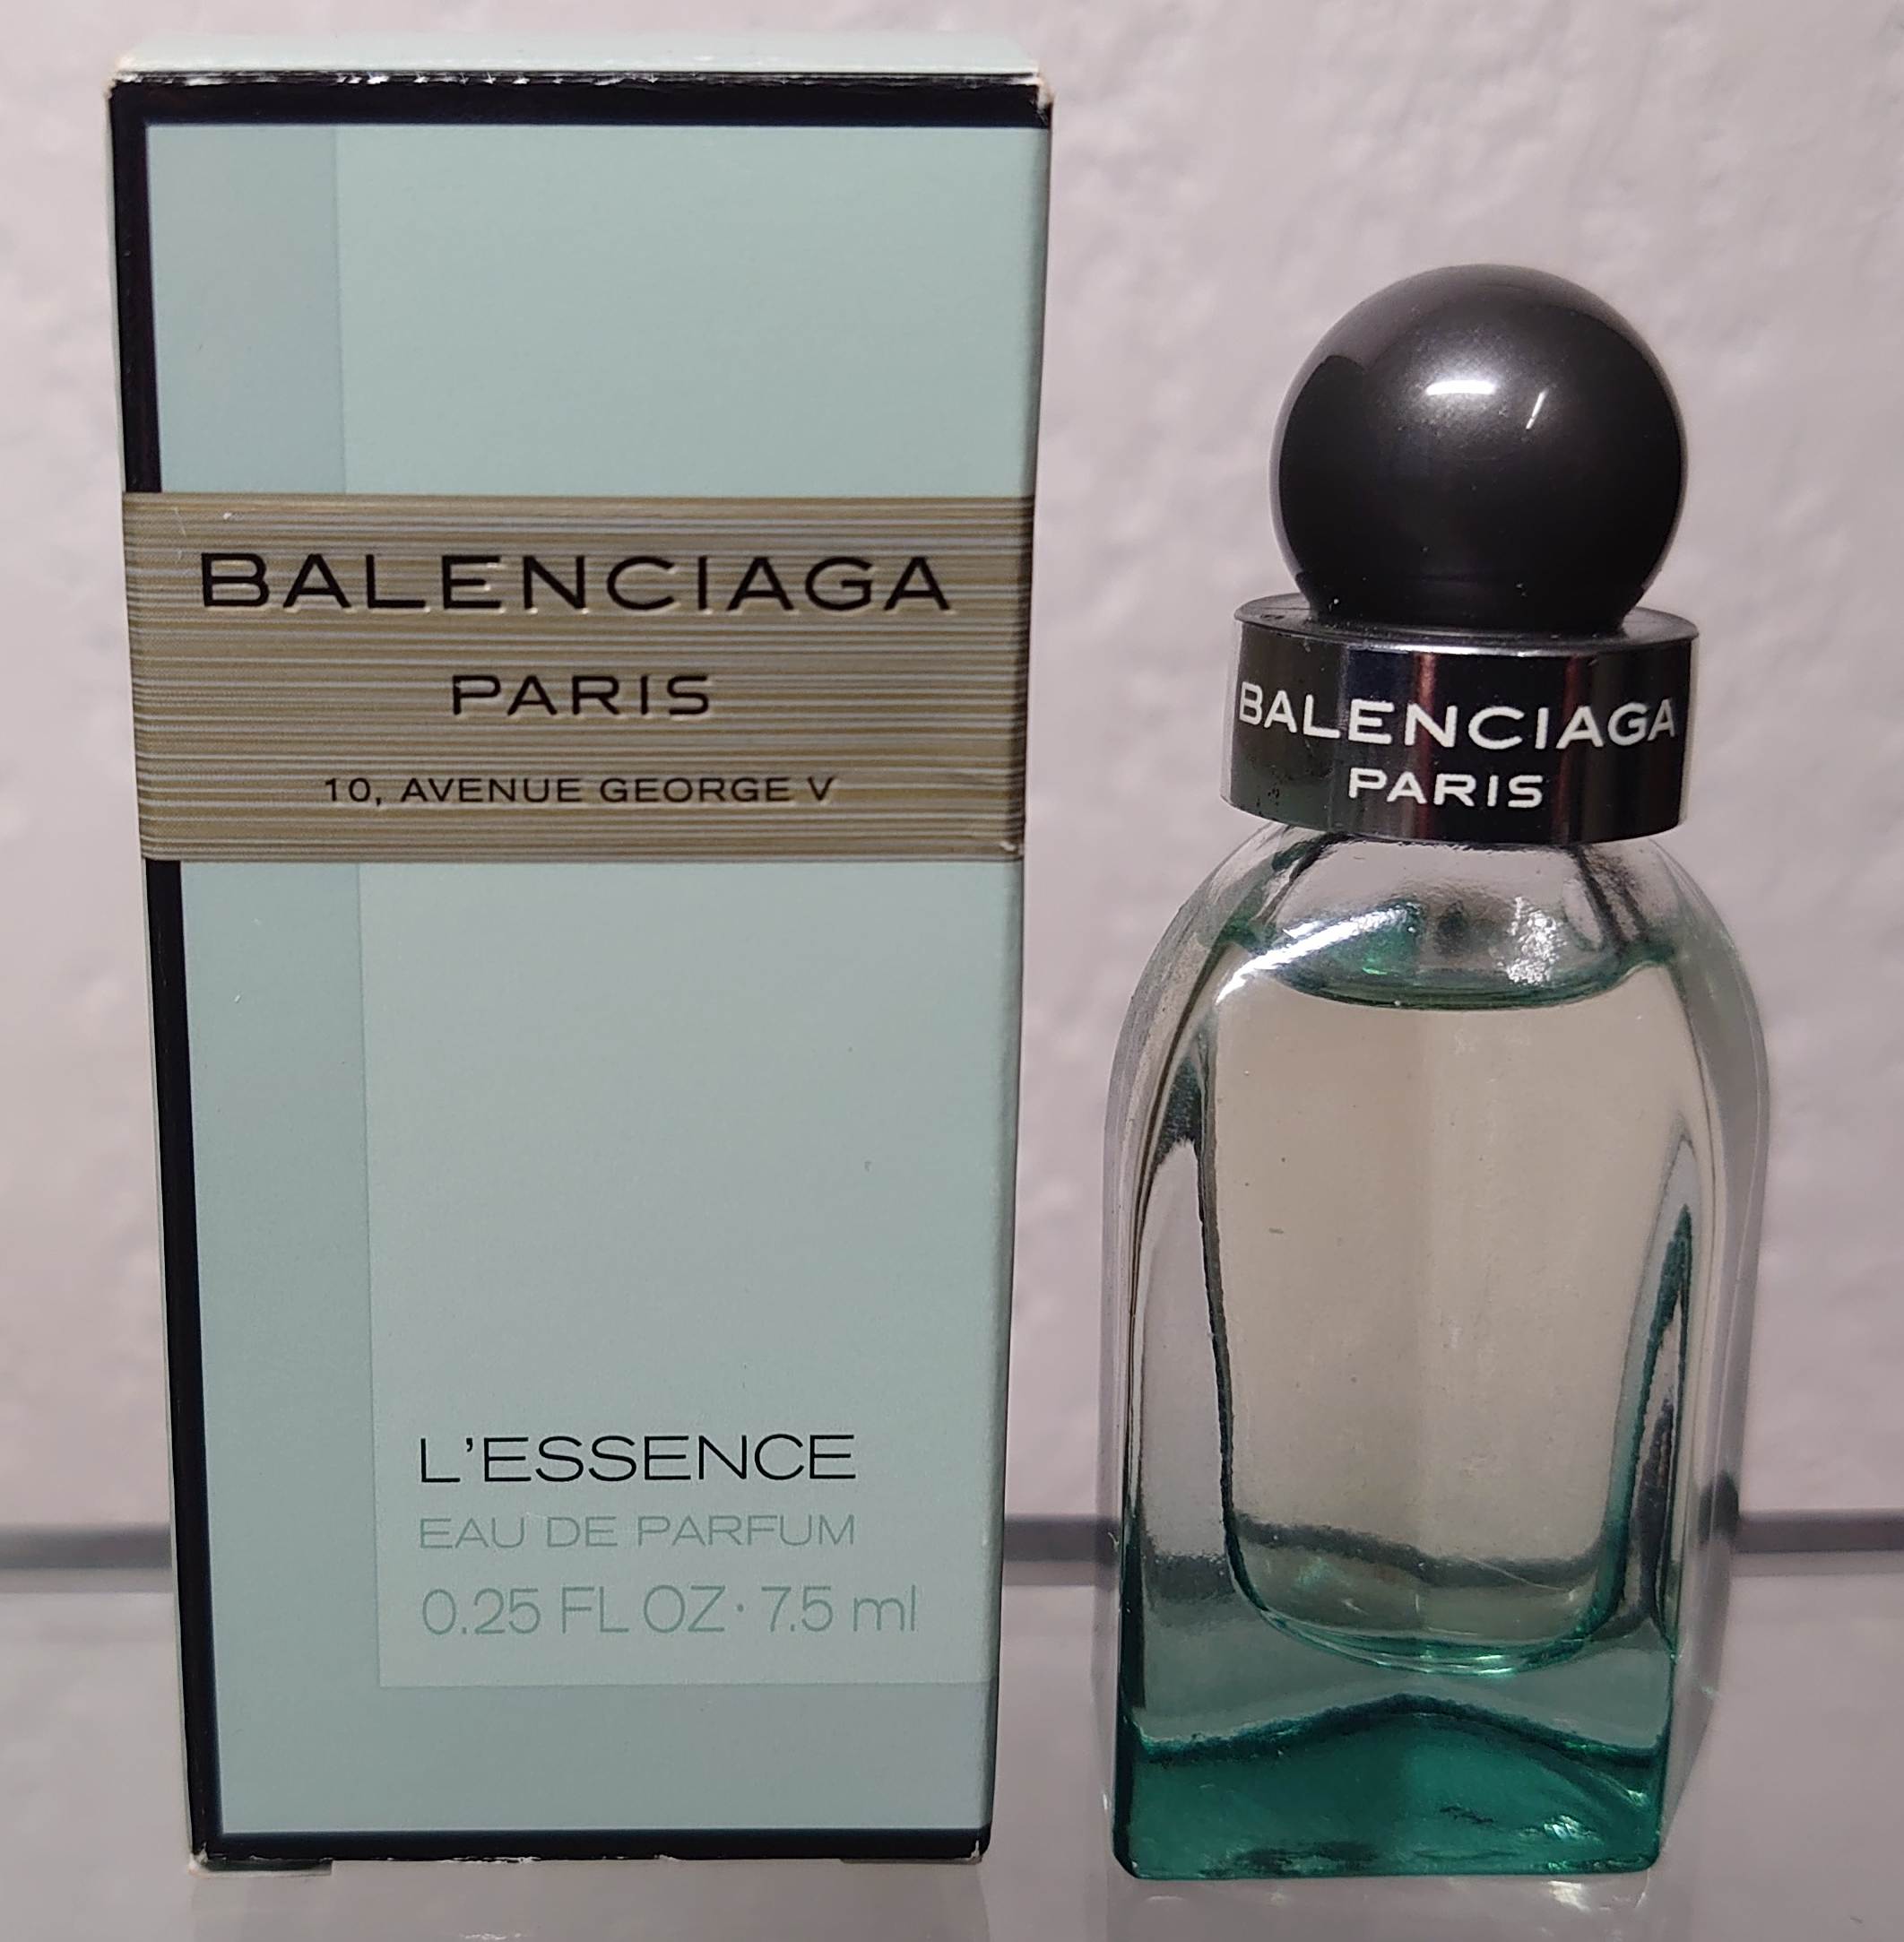 BALENCIAGA
PARIS
10, AVENUE GEORGE V
L'ESSENCE
EAU DE PARFUM
0.25 FL OZ · 7.5 ml
BALENCIAGA
PARIS